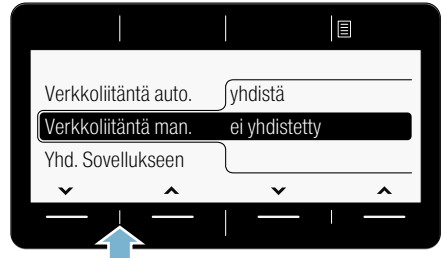 Verkkoliitäntä auto. yhdistä
Verkkoliitäntä man. ei yhdistetty
Yhd. Sovellukseen